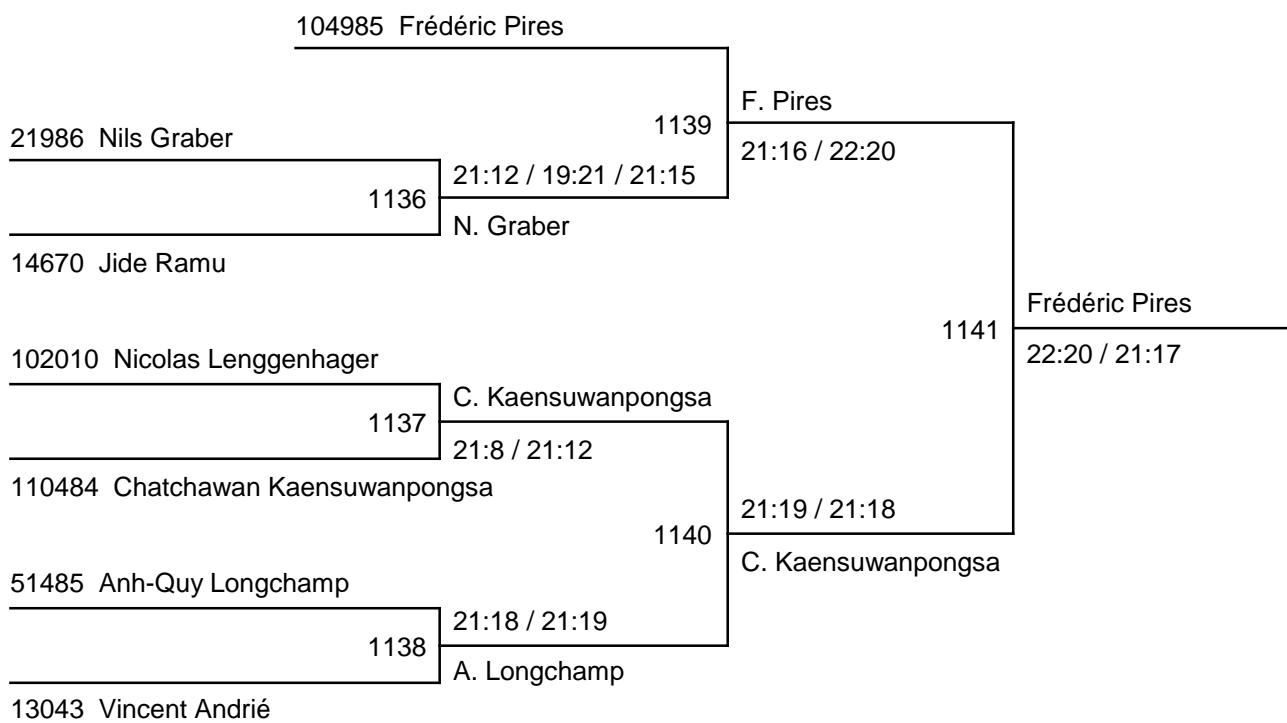 104985 Frédéric Pires
F. Pires
1139
21986 Nils Graber
21:16 / 22:20
21:12 / 19:21 / 21:15
1136
N. Graber
14670 Jide Ramu
Frédéric Pires
1141
102010 Nicolas Lenggenhager
22:20 / 21:17
C. Kaensuwanpongsa
1137
21:8 / 21:12
110484 Chatchawan Kaensuwanpongsa
21:19 / 21:18
1140
C. Kaensuwanpongsa
51485 Anh-Quy Longchamp
21:18 / 21:19
1138
A. Longchamp
13043 Vincent Andrié